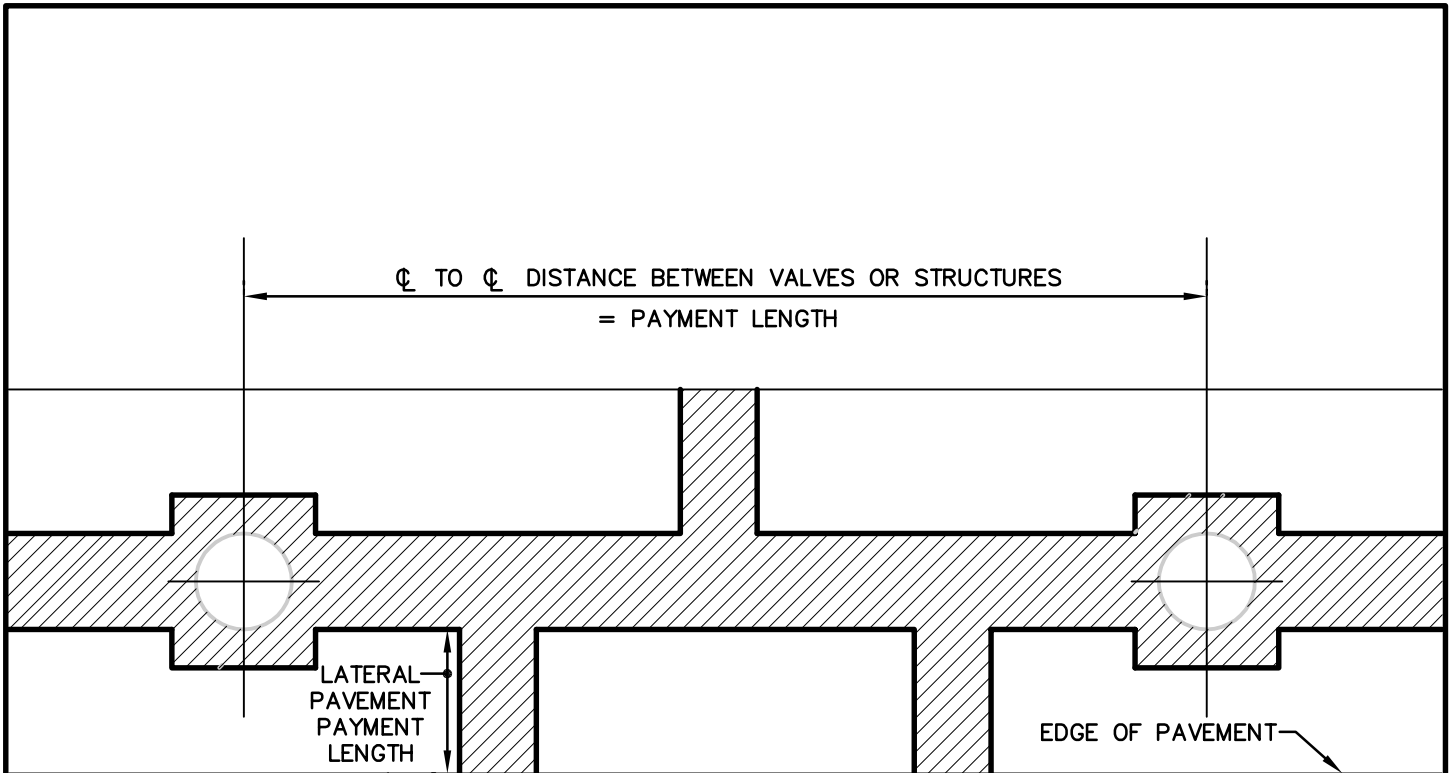 ℄ TO ℄ DISTANCE BETWEEN VALVES OR STRUCTURES
= PAYMENT LENGTH
LATERAL
PAVEMENT
PAYMENT
LENGTH
EDGE OF PAVEMENT